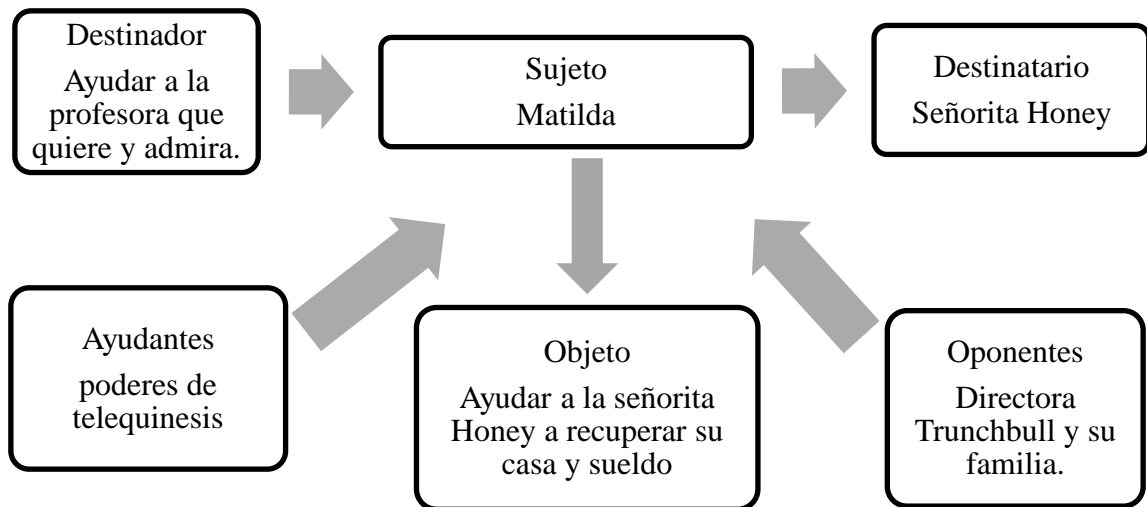 Destinador
Ayudar a la
profesora que
quiere y admira.
Sujeto
Matilda
Destinatario
Señorita Honey
Ayudantes
poderes de
telequinesis
Objeto
Ayudar a la señorita
Honey a recuperar su
casa y sueldo
Oponentes
Directora
Trunchbull y su
familia.